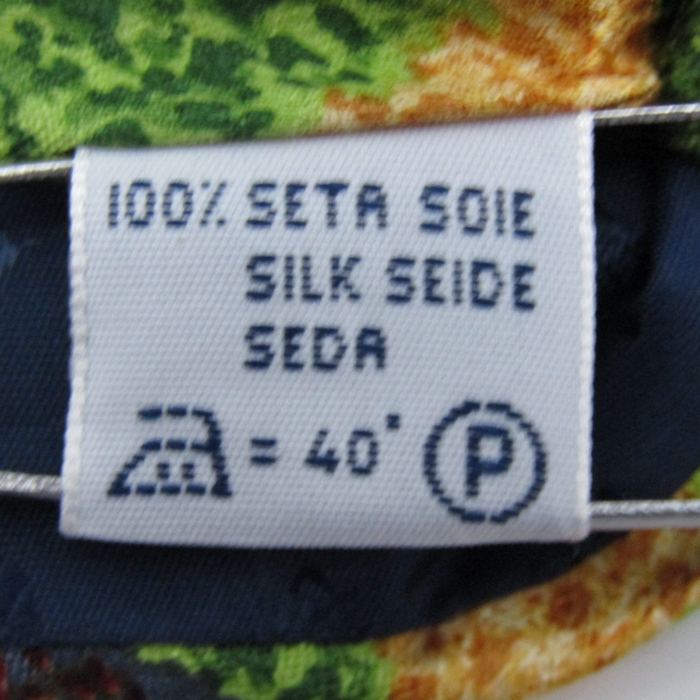 100% SETA SOIE
SILK SEIDE
SEDA
= 40° P